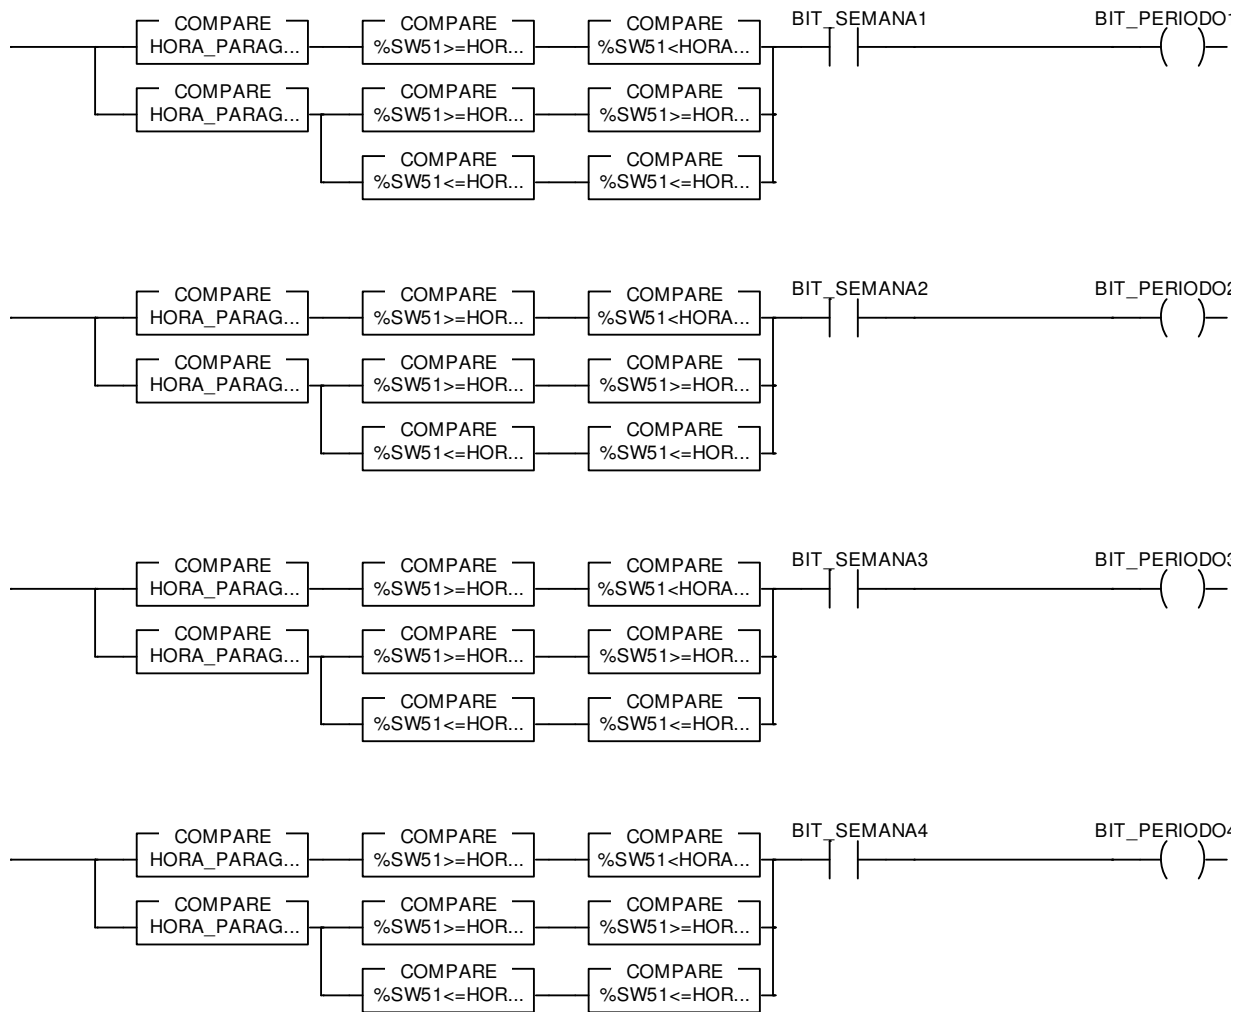 COMPARE COMPARE COMPARE BIT_SEMANA1 BIT_PERIODO1
HORA_PARAG... %SW51>=HOR... %SW51<HORA...
COMPARE COMPARE COMPARE
HORA_PARAG... %SW51>=HOR... %SW51>=HOR...
COMPARE COMPARE
%SW51<=HOR... %SW51<=HOR...
COMPARE COMPARE COMPARE BIT_SEMANA2 BIT_PERIODO2
HORA_PARAG... %SW51>=HOR... %SW51<HORA...
COMPARE COMPARE COMPARE
HORA_PARAG... %SW51>=HOR... %SW51>=HOR...
COMPARE COMPARE
%SW51<=HOR... %SW51<=HOR...
COMPARE COMPARE COMPARE BIT_SEMANA3 BIT_PERIODO3
HORA_PARAG... %SW51>=HOR... %SW51<HORA...
COMPARE COMPARE COMPARE
HORA_PARAG... %SW51>=HOR... %SW51>=HOR...
COMPARE COMPARE
%SW51<=HOR... %SW51<=HOR...
COMPARE COMPARE COMPARE BIT_SEMANA4 BIT_PERIODO4
HORA_PARAG... %SW51>=HOR... %SW51<HORA...
COMPARE COMPARE COMPARE
HORA_PARAG... %SW51>=HOR... %SW51>=HOR...
COMPARE COMPARE
%SW51<=HOR... %SW51<=HOR...